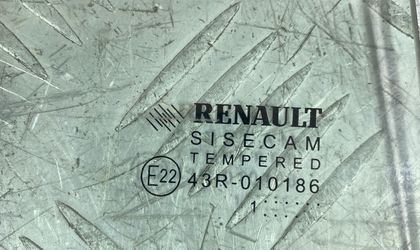 RENAULT
SISECAM
TEMPERED
E22 43R-010186
1